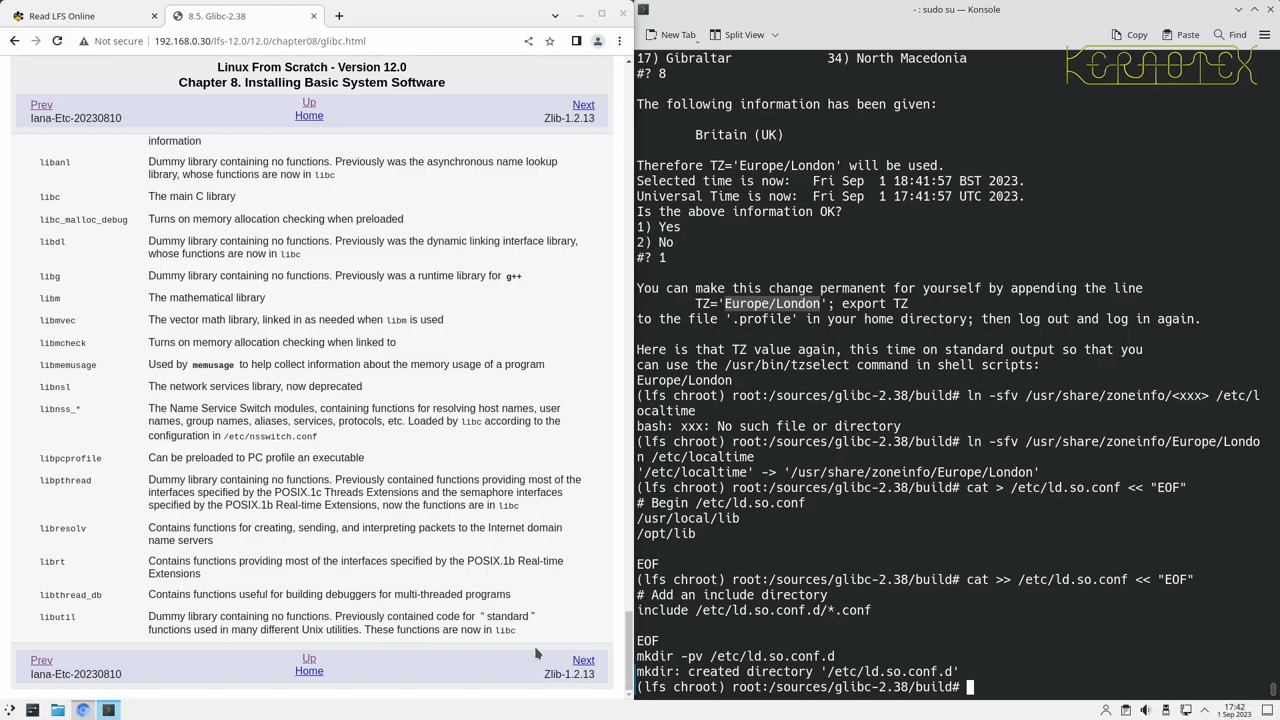 Read LFS Online
8.5. Glibc-2.38
Not secure
192.168.0.30/lfs-12.0/12.0/chapter08/glibc.html
Linux From Scratch - Version 12.0
Chapter 8. Installing Basic System Software
Prev
Up
Next
Iana-Etc-20230810
Home
Zlib-1.2.13
information
libanl
Dummy library containing no functions. Previously was the asynchronous name lookup
library, whose functions are now in libc
libc
The main C library
libc_malloc_debug
Turns on memory allocation checking when preloaded
libdl
Dummy library containing no functions. Previously was the dynamic linking interface library,
whose functions are now in libc
libg
Dummy library containing no functions. Previously was a runtime library for g++
libm
The mathematical library
libmvec
The vector math library, linked in as needed when libm is used
libmcheck
Turns on memory allocation checking when linked to
libmemusage
Used by memusage to help collect information about the memory usage of a program
libnsl
The network services library, now deprecated
libnss_*
The Name Service Switch modules, containing functions for resolving host names, user
names, group names, aliases, services, protocols, etc. Loaded by libc according to the
configuration in /etc/nsswitch.conf
libpcprofile
Can be preloaded to PC profile an executable
libpthread
Dummy library containing no functions. Previously contained functions providing most of the
interfaces specified by the POSIX.1c Threads Extensions and the semaphore interfaces
specified by the POSIX.1b Real-time Extensions, now the functions are in libc
libresolv
Contains functions for creating, sending, and interpreting packets to the Internet domain
name servers
librt
Contains functions providing most of the interfaces specified by the POSIX.1b Real-time
Extensions
libthread_db
Contains functions useful for building debuggers for multi-threaded programs
libutil
Dummy library containing no functions. Previously contained code for “ standard ”
functions used in many different Unix utilities. These functions are now in libc
Prev
Up
Next
Iana-Etc-20230810
Home
Zlib-1.2.13
- : sudo su — Konsole
New Tab
Split View
Copy
Paste
Find
KERNOTEX
17) Gibraltar 34) North Macedonia
#? 8
The following information has been given:
Britain (UK)
Therefore TZ='Europe/London' will be used.
Selected time is now: Fri Sep 1 18:41:57 BST 2023.
Universal Time is now: Fri Sep 1 17:41:57 UTC 2023.
Is the above information OK?
1) Yes
2) No
#? 1
You can make this change permanent for yourself by appending the line
TZ='Europe/London'; export TZ
to the file '.profile' in your home directory; then log out and log in again.
Here is that TZ value again, this time on standard output so that you
can use the /usr/bin/tzselect command in shell scripts:
Europe/London
(lfs chroot) root:/sources/glibc-2.38/build# ln -sfv /usr/share/zoneinfo/<xxx> /etc/l
ocaltime
bash: xxx: No such file or directory
(lfs chroot) root:/sources/glibc-2.38/build# ln -sfv /usr/share/zoneinfo/Europe/Londo
n /etc/localtime
'/etc/localtime' -> '/usr/share/zoneinfo/Europe/London'
(lfs chroot) root:/sources/glibc-2.38/build# cat > /etc/ld.so.conf << "EOF"
# Begin /etc/ld.so.conf
/usr/local/lib
/opt/lib
EOF
(lfs chroot) root:/sources/glibc-2.38/build# cat >> /etc/ld.so.conf << "EOF"
# Add an include directory
include /etc/ld.so.conf.d/*.conf
EOF
mkdir -pv /etc/ld.so.conf.d
mkdir: created directory '/etc/ld.so.conf.d'
(lfs chroot) root:/sources/glibc-2.38/build#
17:42
1 Sep 2023